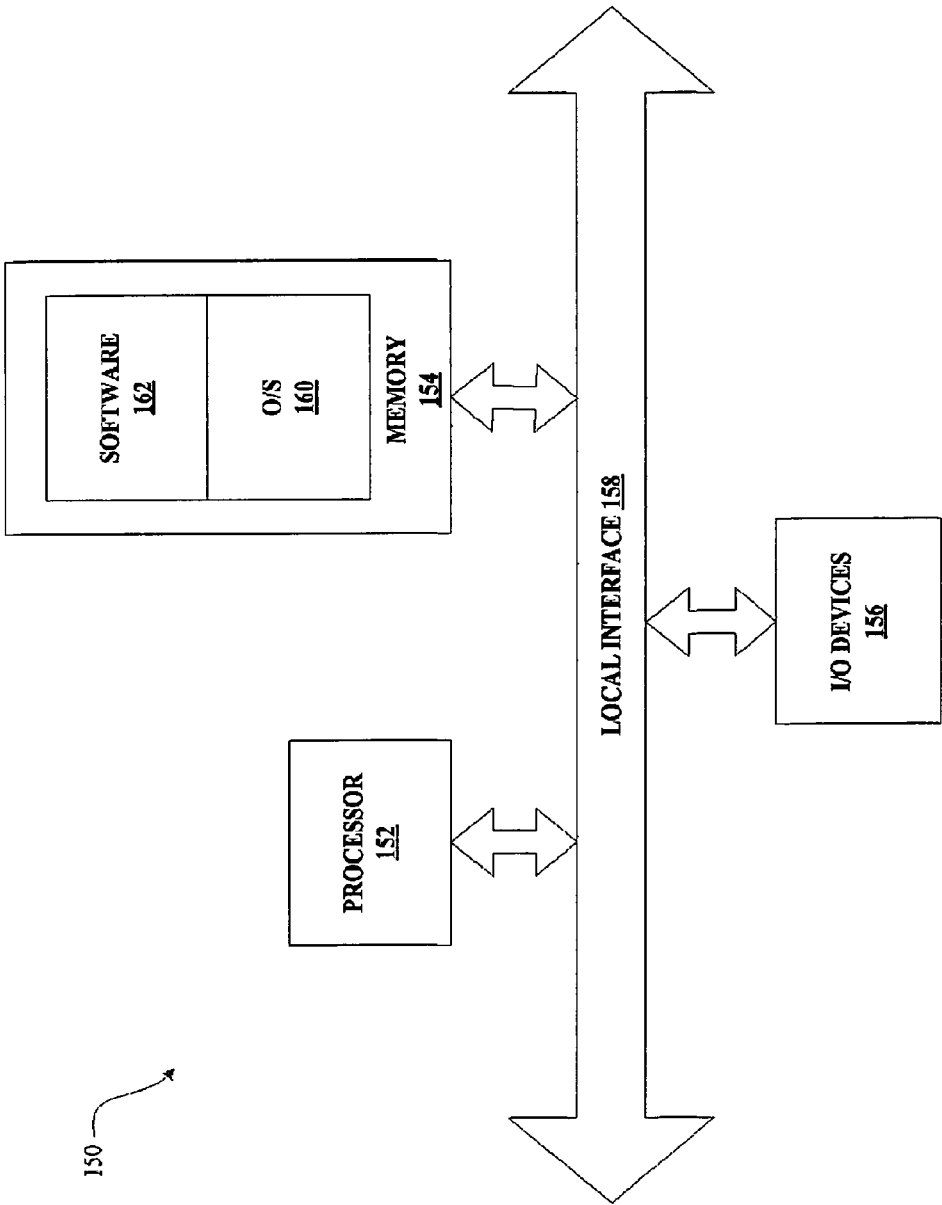 150
PROCESSOR
152
SOFTWARE
162
O/S
160
MEMORY
154
LOCAL INTERFACE 158
I/O DEVICES
156